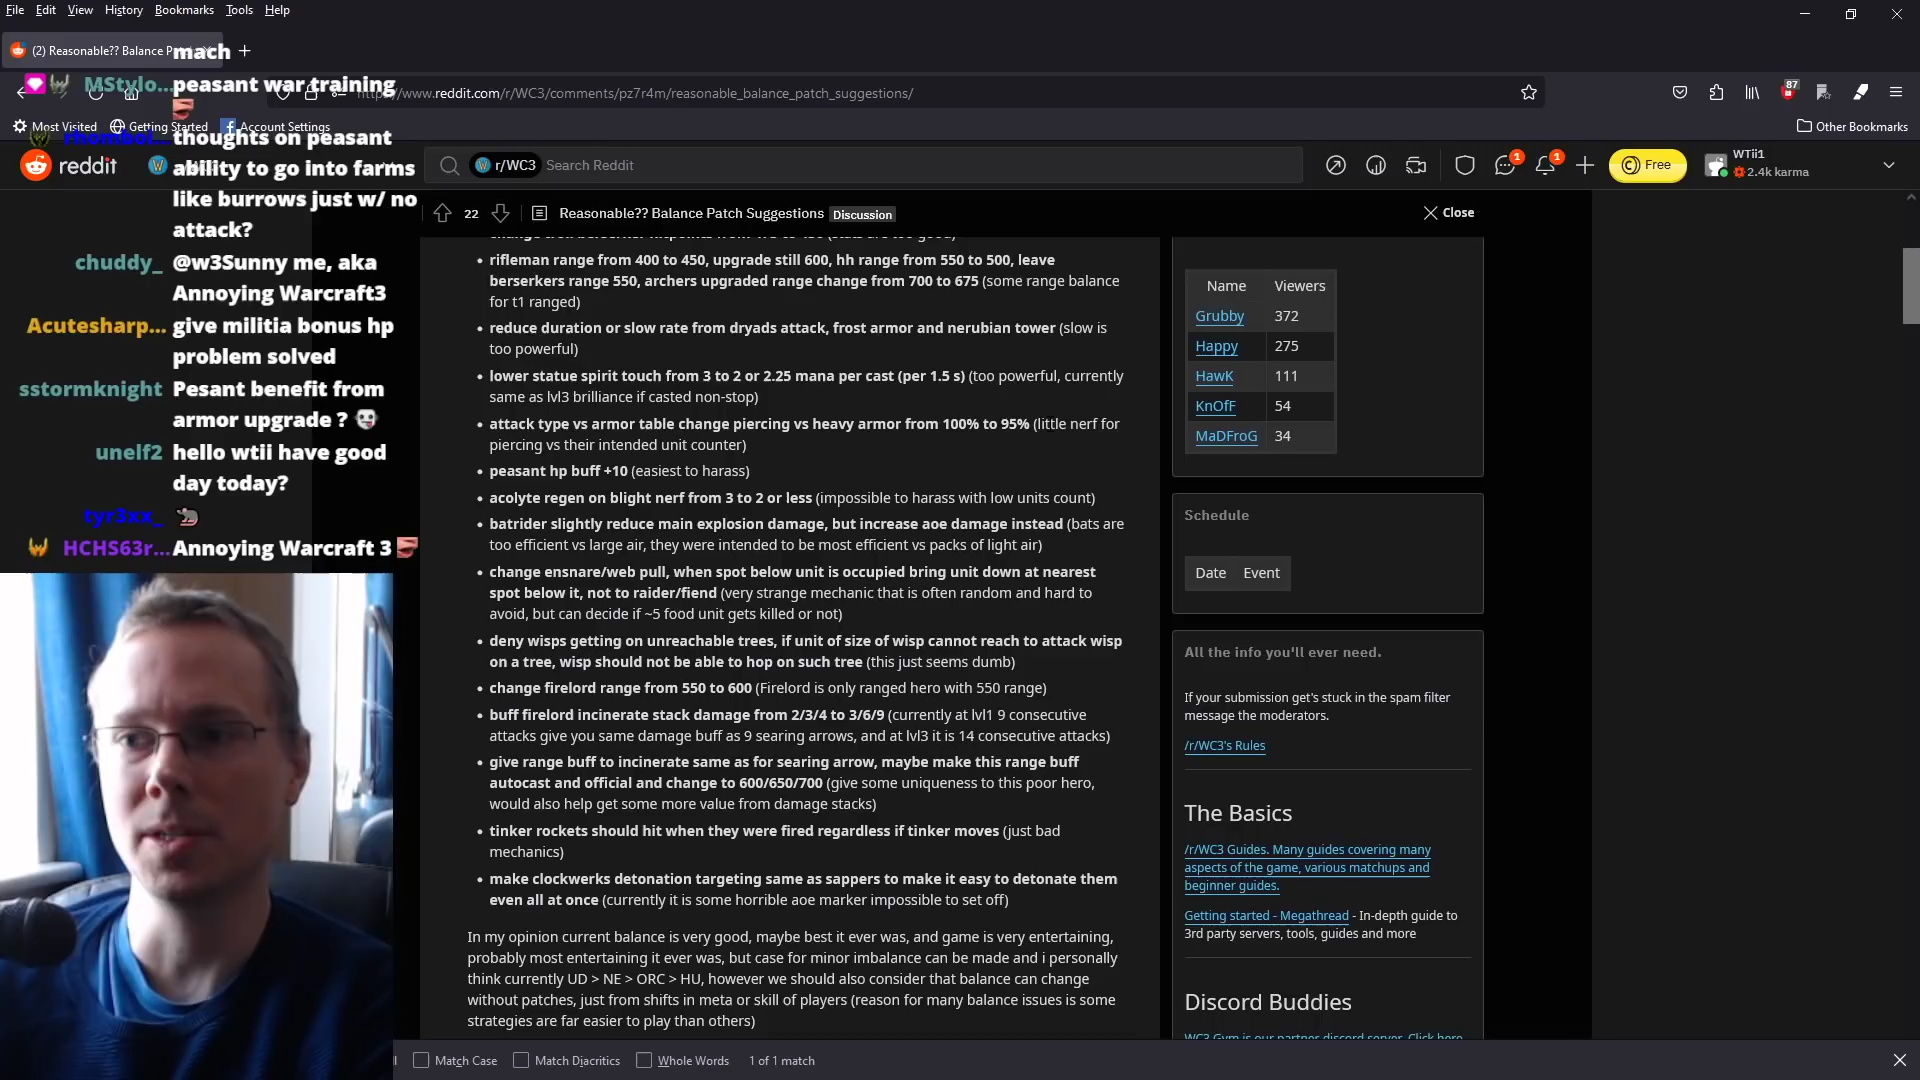 File Edit View History Bookmarks Tools Help
(2) Reasonable?? Balance
mach
MStylo... peasant war training
https://www.reddit.com/r/WC3/comments/pz7r4m/reasonable_balance_patch_suggestions/
87
Most Visited Getting Started Account Settings
Other Bookmarks
rhomboi... thoughts on peasant
ability to go into farms
like burrows just w/ no
attack?
chuddy_ @w3Sunny me, aka
Annoying Warcraft3
Acutesharp... give militia bonus hp
problem solved
sstormknight Pesant benefit from
armor upgrade ?
unelf2 hello wtii have good
day today?
tyr3xx_
HCHS63r... Annoying Warcraft 3
reddit
r/WC3 Search Reddit
1
1
Free
WTii1
2.4k karma
22 Reasonable?? Balance Patch Suggestions Discussion
Close
rifleman range from 400 to 450, upgrade still 600, hh range from 550 to 500, leave
berserkers range 550, archers upgraded range change from 700 to 675 (some range balance
for t1 ranged)
reduce duration or slow rate from dryads attack, frost armor and nerubian tower (slow is
too powerful)
lower statue spirit touch from 3 to 2 or 2.25 mana per cast (per 1.5 s) (too powerful, currently
same as lvl3 brilliance if casted non-stop)
attack type vs armor table change piercing vs heavy armor from 100% to 95% (little nerf for
piercing vs their intended unit counter)
peasant hp buff +10 (easiest to harass)
acolyte regen on blight nerf from 3 to 2 or less (impossible to harass with low units count)
batrider slightly reduce main explosion damage, but increase aoe damage instead (bats are
too efficient vs large air, they were intended to be most efficient vs packs of light air)
change ensnare/web pull, when spot below unit is occupied bring unit down at nearest
spot below it, not to raider/fiend (very strange mechanic that is often random and hard to
avoid, but can decide if ~5 food unit gets killed or not)
deny wisps getting on unreachable trees, if unit of size of wisp cannot reach to attack wisp
on a tree, wisp should not be able to hop on such tree (this just seems dumb)
change firelord range from 550 to 600 (Firelord is only ranged hero with 550 range)
buff firelord incinerate stack damage from 2/3/4 to 3/6/9 (currently at lvl1 9 consecutive
attacks give you same damage buff as 9 searing arrows, and at lvl3 it is 14 consecutive attacks)
give range buff to incinerate same as for searing arrow, maybe make this range buff
autocast and official and change to 600/650/700 (give some uniqueness to this poor hero,
would also help get some more value from damage stacks)
tinker rockets should hit when they were fired regardless if tinker moves (just bad
mechanics)
make clockwerks detonation targeting same as sappers to make it easy to detonate them
even all at once (currently it is some horrible aoe marker impossible to set off)
In my opinion current balance is very good, maybe best it ever was, and game is very entertaining,
probably most entertaining it ever was, but case for minor imbalance can be made and i personally
think currently UD > NE > ORC > HU, however we should also consider that balance can change
without patches, just from shifts in meta or skill of players (reason for many balance issues is some
strategies are far easier to play than others)
Name Viewers
Grubby 372
Happy 275
HawK 111
KnOfF 54
MaDFroG 34
Schedule
Date Event
All the info you'll ever need.
If your submission get's stuck in the spam filter
message the moderators.
/r/WC3's Rules
The Basics
/r/WC3 Guides. Many guides covering many
aspects of the game, various matchups and
beginner guides.
Getting started - Megathread - In-depth guide to
3rd party servers, tools, guides and more
Discord Buddies
WC3 Gym is our partner discord server. Click here
Match Case Match Diacritics Whole Words 1 of 1 match